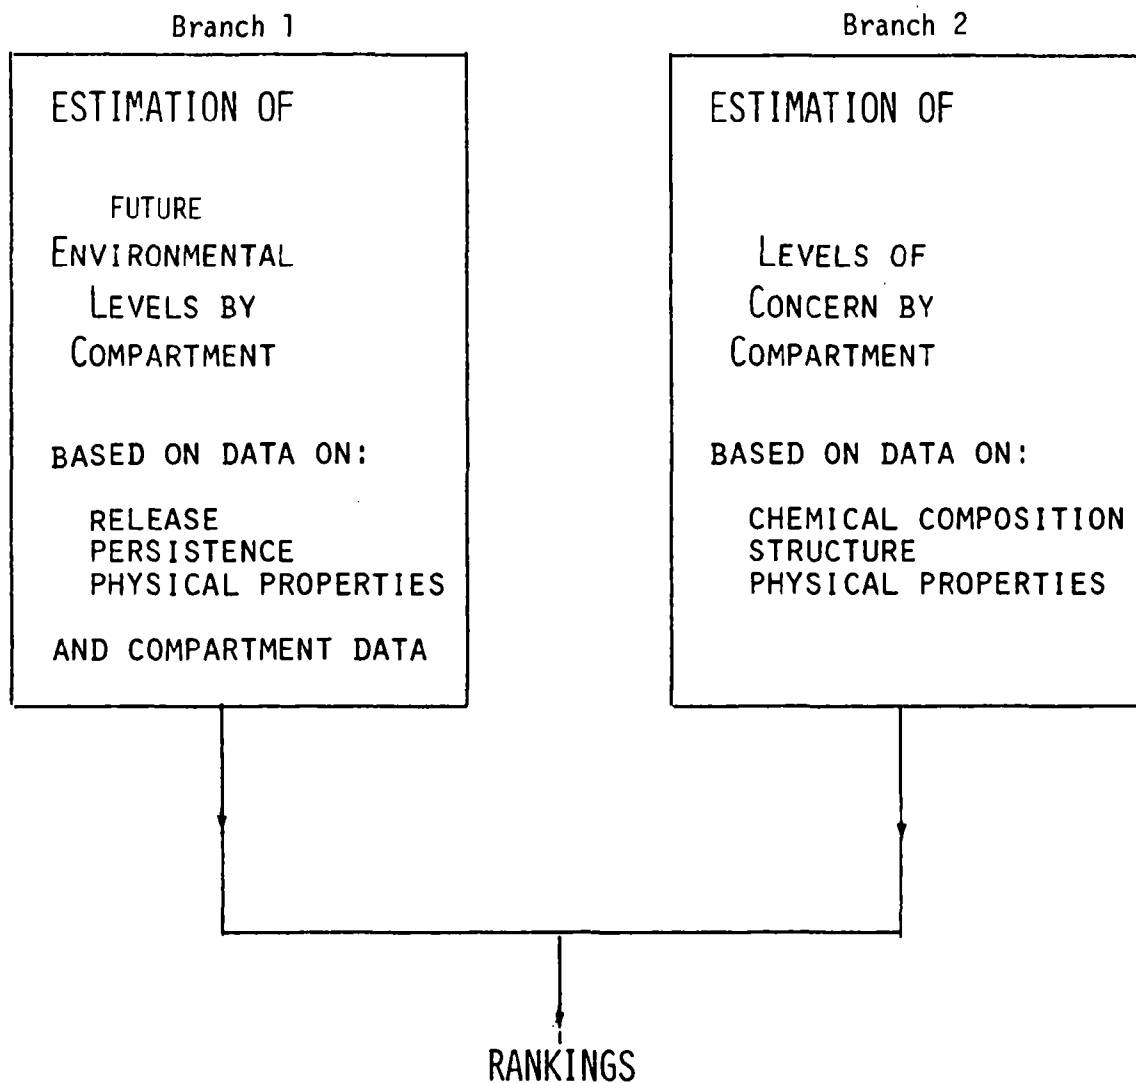 Branch 1
ESTIMATION OF
FUTURE
ENVIRONMENTAL
LEVELS BY
COMPARTMENT
BASED ON DATA ON:
RELEASE
PERSISTENCE
PHYSICAL PROPERTIES
AND COMPARTMENT DATA
Branch 2
ESTIMATION OF
LEVELS OF
CONCERN BY
COMPARTMENT
BASED ON DATA ON:
CHEMICAL COMPOSITION
STRUCTURE
PHYSICAL PROPERTIES
RANKINGS